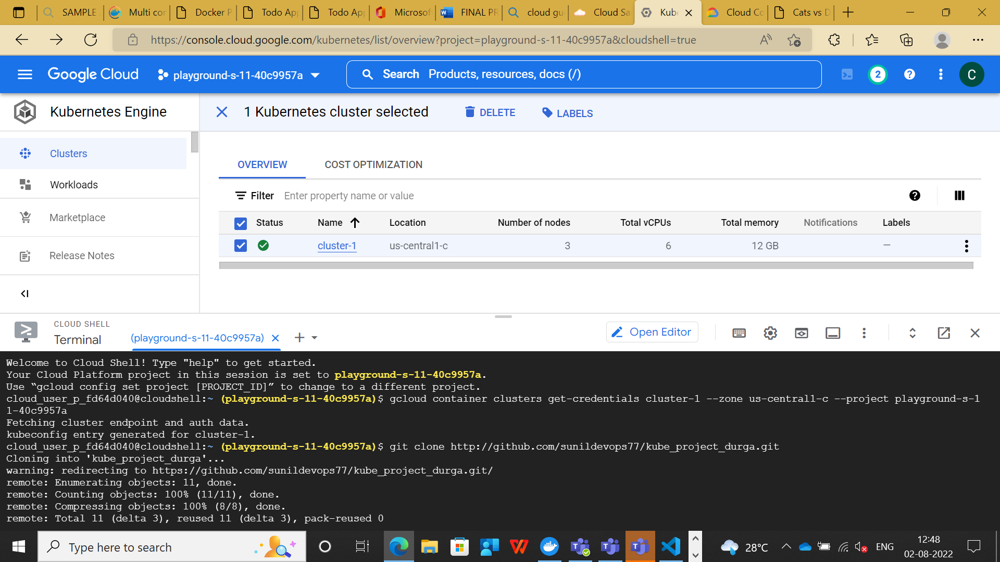 SAMPLE
Multi con
Docker P
Todo App
Todo App
Microsof
FINAL PR
cloud gu
Cloud Sa
Kube
Cloud Co
Cats vs D
https://console.cloud.google.com/kubernetes/list/overview?project=playground-s-11-40c9957a&cloudshell=true
Google Cloud
playground-s-11-40c9957a
Search Products, resources, docs (/)
2
C
Kubernetes Engine
1 Kubernetes cluster selected
DELETE
LABELS
Clusters
Workloads
Marketplace
Release Notes
OVERVIEW
COST OPTIMIZATION
Filter Enter property name or value
Status Name Location Number of nodes Total vCPUs Total memory Notifications Labels
cluster-1 us-central1-c 3 6 12 GB —
CLOUD SHELL
Terminal
(playground-s-11-40c9957a)
Open Editor
Welcome to Cloud Shell! Type "help" to get started.
Your Cloud Platform project in this session is set to playground-s-11-40c9957a.
Use “gcloud config set project [PROJECT_ID]” to change to a different project.
cloud_user_p_fd64d040@cloudshell:~ (playground-s-11-40c9957a)$ gcloud container clusters get-credentials cluster-1 --zone us-central1-c --project playground-s-1
1-40c9957a
Fetching cluster endpoint and auth data.
kubeconfig entry generated for cluster-1.
cloud_user_p_fd64d040@cloudshell:~ (playground-s-11-40c9957a)$ git clone http://github.com/sunildevops77/kube_project_durga.git
Cloning into 'kube_project_durga'...
warning: redirecting to https://github.com/sunildevops77/kube_project_durga.git/
remote: Enumerating objects: 11, done.
remote: Counting objects: 100% (11/11), done.
remote: Compressing objects: 100% (8/8), done.
remote: Total 11 (delta 3), reused 11 (delta 3), pack-reused 0
Type here to search
28°C
ENG
12:48
02-08-2022